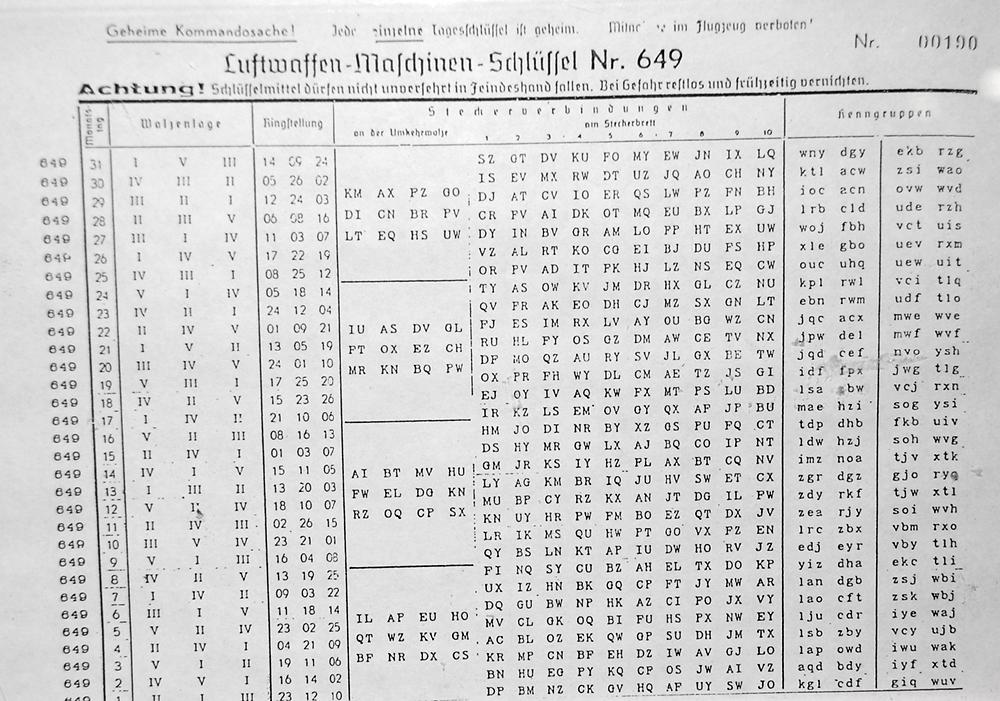 Geheime Kommandosache! Jede einzelne Tagesschlüssel ist geheim. im Flugzeug verboten!
Nr. 00190
Luftwaffen-Maschinen-Schlüssel Nr. 649
Achtung! Schlüsselmittel dürfen nicht unversehrt in Feindeshand fallen. Bei Gefahr restlos und frühzeitig vernichten.
Monatstag Walzenlage Ringstellung Steckerverbindungen Kenngruppen
an der Umkehrwalze am Steckerbrett
1 2 3 4 5 6 7 8 9 10
649 31 I V III 14 09 24 SZ GT DV KU FO MY EW JN IX LQ wny dgy ekb rzg
649 30 IV III II 05 26 02 IS EV MX RW DT UZ JQ AO CH NY ktl acw zsi wao
649 29 III II I 12 24 03 KM AX PZ GO DJ AT CV IO ER QS LW PZ FN BH ioc acn ovw wvd
649 28 II III V 06 08 16 DI CN BR PV CR FV AI DK OT MQ EU BX LP GJ lrb cld ude rzh
649 27 III I IV 11 03 07 LT EQ HS UW DY IN BV GR AM LO FP HT EX UW woj fbh vct uis
649 26 I IV V 17 22 19 VZ AL RT KO CG EI BJ DU FS HP xle gbo uev rxm
649 25 IV III I 08 25 12 OR PV AD IT FK HJ LZ NS EQ CW ouc uhq uew uit
649 24 V I IV 05 18 14 TY AS OW KV JM DR HX GL CZ NU kpl rwl vci tlq
649 23 IV II I 24 12 04 QV FR AK EO DH CJ MZ SX GN LT ebn rwm udf tlo
649 22 II IV V 01 09 21 IU AS DV GL FJ ES IM RX LV AY OU BG WZ CN jqc acx mwe wve
649 21 I V II 13 05 19 FT OX EZ CH RU HL PY OS GZ DM AW CE TV NX jpw del mwf wvf
649 20 III IV V 24 01 10 MR KN BQ PW DF MO QZ AU RY SV JL GX BE TW jqd cef nvo ysh
649 19 V III I 17 25 20 OX PR FH WY DL CM AE TZ JS GI idf fpx jwg tlg
649 18 IV II V 15 23 26 EJ OY IV AQ KW FX MT PS LU BD lsa gbw vcj rxn
649 17 I IV II 21 10 06 IR KZ LS EM OV GY QX AF JP BU mae hzi sog ysi
649 16 V II III 08 16 13 HM JO DI NR BY XZ GS PU FQ CT tdp dhb fkb uiv
649 15 II IV I 01 03 07 DS HY MR GW LX AJ BQ CO IP NT ldw hzj soh wvg
649 14 IV I V 15 11 05 AI BT MV HU GM JR KS IY HZ PL AX BT CQ NV imz noa tjv xtk
649 13 I III II 13 20 03 FW EL DG KN LY AG KM BR IQ JU HV SW ET CX zgr dgz gjo ryq
649 12 V II IV 18 10 07 RZ OQ CP SX MU BP CY RZ KX AN JT DG IL FW zdy rkf tjw xtl
649 11 II IV III 02 26 15 KN UY HR PW FM BO EZ QT DX JV zea rjy soi wvh
649 10 III V IV 23 21 01 LR IK MS QU HW PT GO VX FZ EN lrc zbx vbm rxo
649 9 V I III 16 04 08 QY BS LN KT AP IU DW HO RV JZ edj eyr vby tlh
649 8 IV II V 13 19 25 FI NQ SY CU BZ AH EL TX DO KP yiz dha ekc tli
649 7 I IV II 09 03 22 UX IZ HN BK GQ CP FT JY MW AR lan dgb zsj wbi
649 6 III I V 11 18 14 IL AP EU HO DQ GU BW NP HK AZ CI FO JX VY lao cft zsk wbj
649 5 V II IV 23 02 25 QT WZ KV GM MV CL GK OQ BI FU HS PX NW EY lju cdr iye waj
649 4 II IV I 04 21 09 BF NR DX CS AC BL OZ EK QW GP SU DH JM TX lsb zby vcy ujb
649 3 V I II 19 11 06 KR MP CN BF EH DZ IW AV GJ LO lap owd iwu wak
649 2 IV V I 16 14 02 BN HU EG PY KQ CF OS JW AI VZ aqd bdy iyf xtd
649 1 II III 23 12 10 DP BM NZ CK GV HQ AF UY SW JO kgl cdf giq wuv